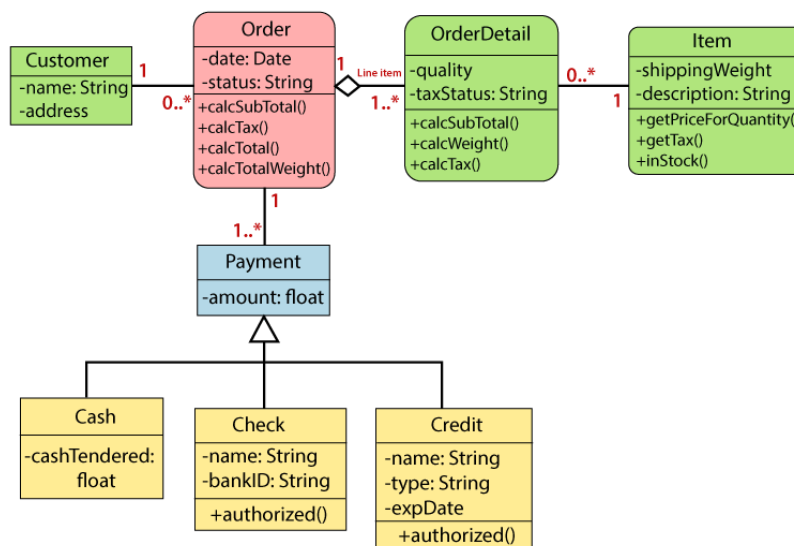 Customer
-name: String
-address
1
0..*
Order
-date: Date
-status: String
+calcSubTotal()
+calcTax()
+calcTotal()
+calcTotalWeight()
1
Line item
1..*
OrderDetail
-quality
-taxStatus: String
+calcSubTotal()
+calcWeight()
+calcTax()
0..*
1
Item
-shippingWeight
-description: String
+getPriceForQuantity(
+getTax()
+inStock()
1
1..*
Payment
-amount: float
Cash
-cashTendered:
float
Check
-name: String
-bankID: String
+authorized()
Credit
-name: String
-type: String
-expDate
+authorized()